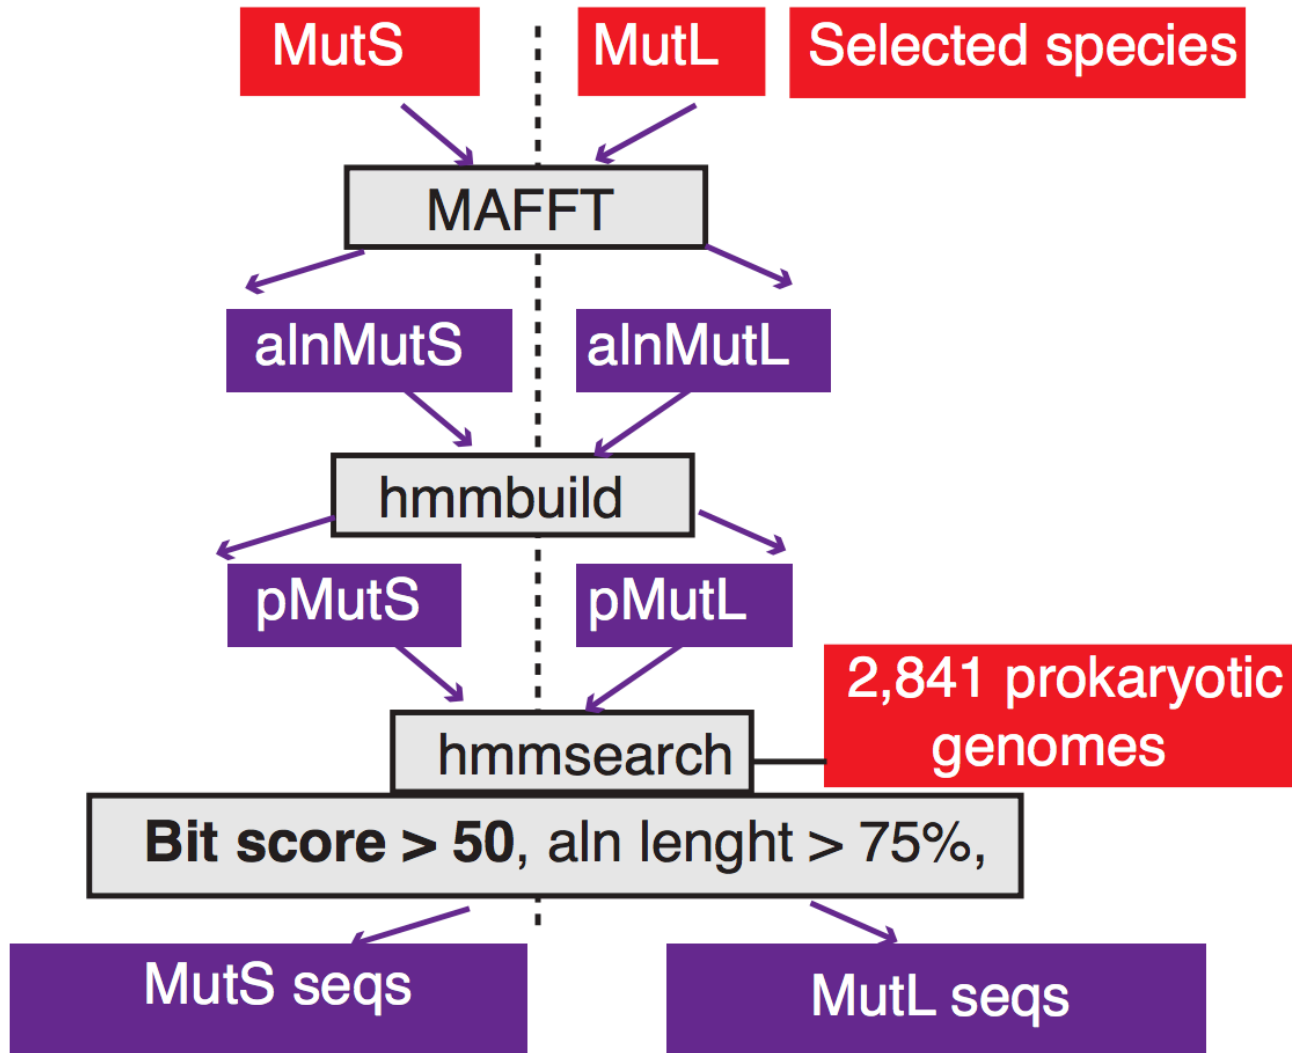 MutS
MutL
Selected species
MAFFT
alnMutS
alnMutL
hmmbuild
pMutS
pMutL
2,841 prokaryotic
genomes
hmmsearch
Bit score > 50, aln lenght > 75%,
MutS seqs
MutL seqs